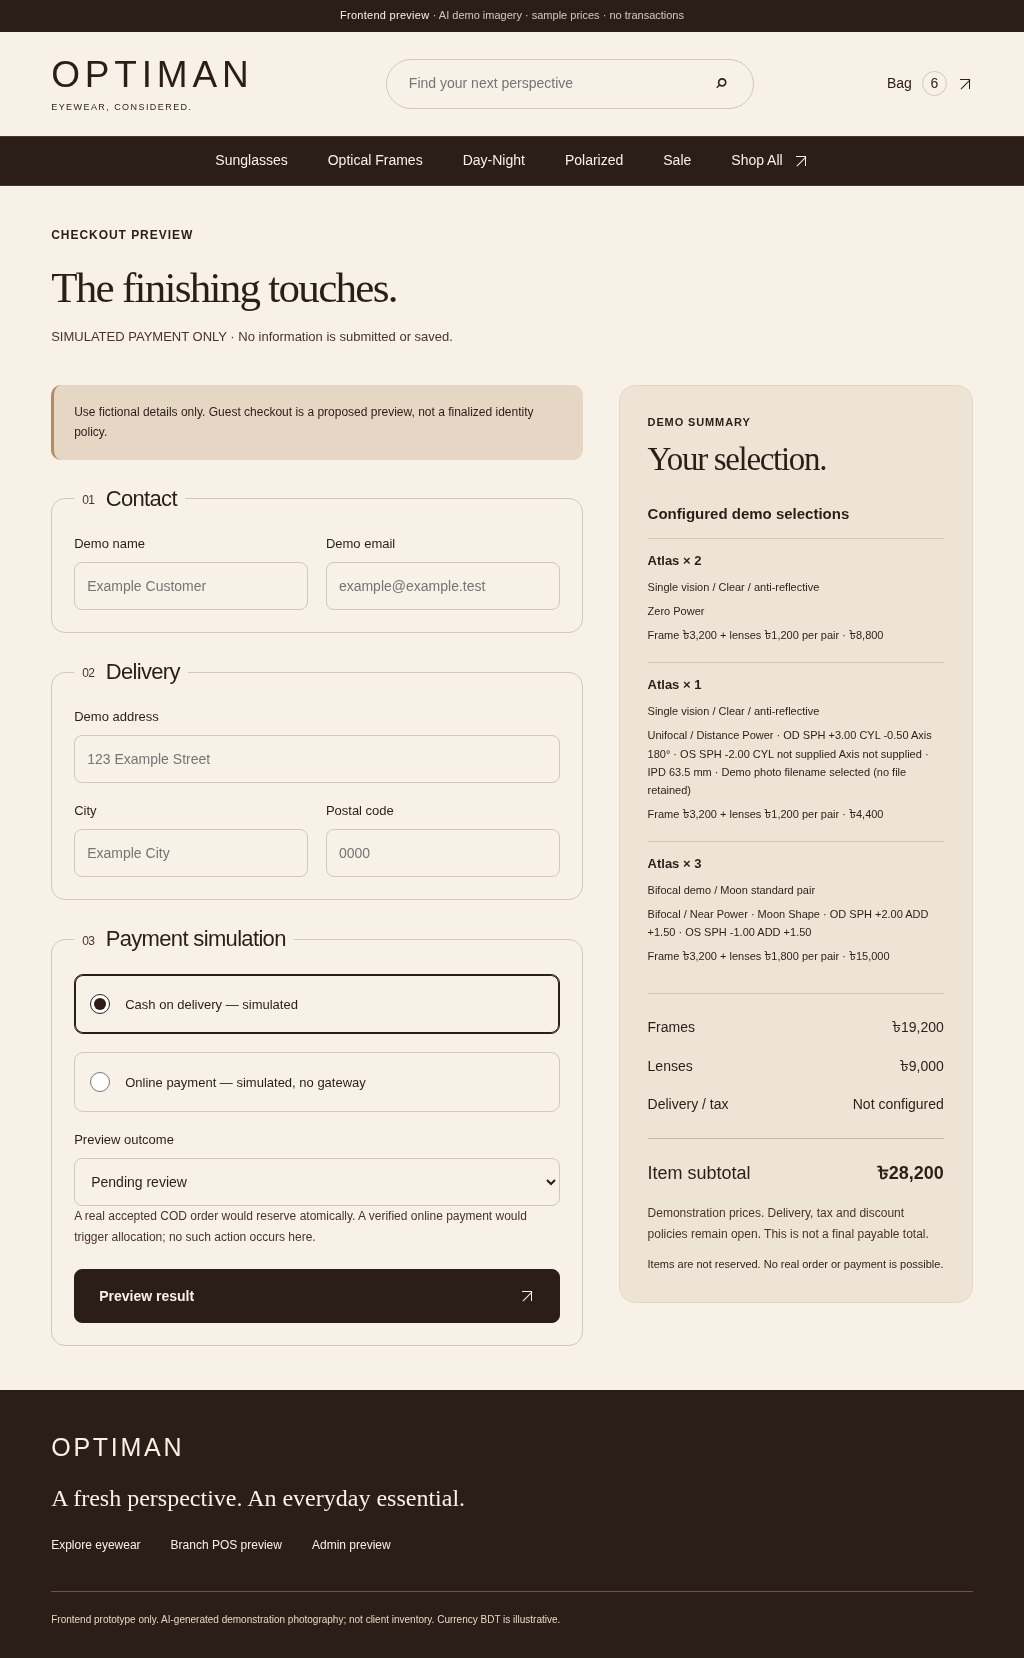 Frontend preview · AI demo imagery · sample prices · no transactions
OPTIMAN
EYEWEAR, CONSIDERED.
Find your next perspective
Bag 6
Sunglasses Optical Frames Day-Night Polarized Sale Shop All
CHECKOUT PREVIEW
The finishing touches.
SIMULATED PAYMENT ONLY · No information is submitted or saved.
Use fictional details only. Guest checkout is a proposed preview, not a finalized identity
policy.
01 Contact
Demo name Demo email
Example Customer example@example.test
02 Delivery
Demo address
123 Example Street
City Postal code
Example City 0000
03 Payment simulation
Cash on delivery — simulated
Online payment — simulated, no gateway
Preview outcome
Pending review
A real accepted COD order would reserve atomically. A verified online payment would
trigger allocation; no such action occurs here.
Preview result
DEMO SUMMARY
Your selection.
Configured demo selections
Atlas × 2
Single vision / Clear / anti-reflective
Zero Power
Frame ৳3,200 + lenses ৳1,200 per pair · ৳8,800
Atlas × 1
Single vision / Clear / anti-reflective
Unifocal / Distance Power · OD SPH +3.00 CYL -0.50 Axis
180° · OS SPH -2.00 CYL not supplied Axis not supplied ·
IPD 63.5 mm · Demo photo filename selected (no file
retained)
Frame ৳3,200 + lenses ৳1,200 per pair · ৳4,400
Atlas × 3
Bifocal demo / Moon standard pair
Bifocal / Near Power · Moon Shape · OD SPH +2.00 ADD
+1.50 · OS SPH -1.00 ADD +1.50
Frame ৳3,200 + lenses ৳1,800 per pair · ৳15,000
Frames ৳19,200
Lenses ৳9,000
Delivery / tax Not configured
Item subtotal ৳28,200
Demonstration prices. Delivery, tax and discount
policies remain open. This is not a final payable total.
Items are not reserved. No real order or payment is possible.
OPTIMAN
A fresh perspective. An everyday essential.
Explore eyewear Branch POS preview Admin preview
Frontend prototype only. AI-generated demonstration photography; not client inventory. Currency BDT is illustrative.